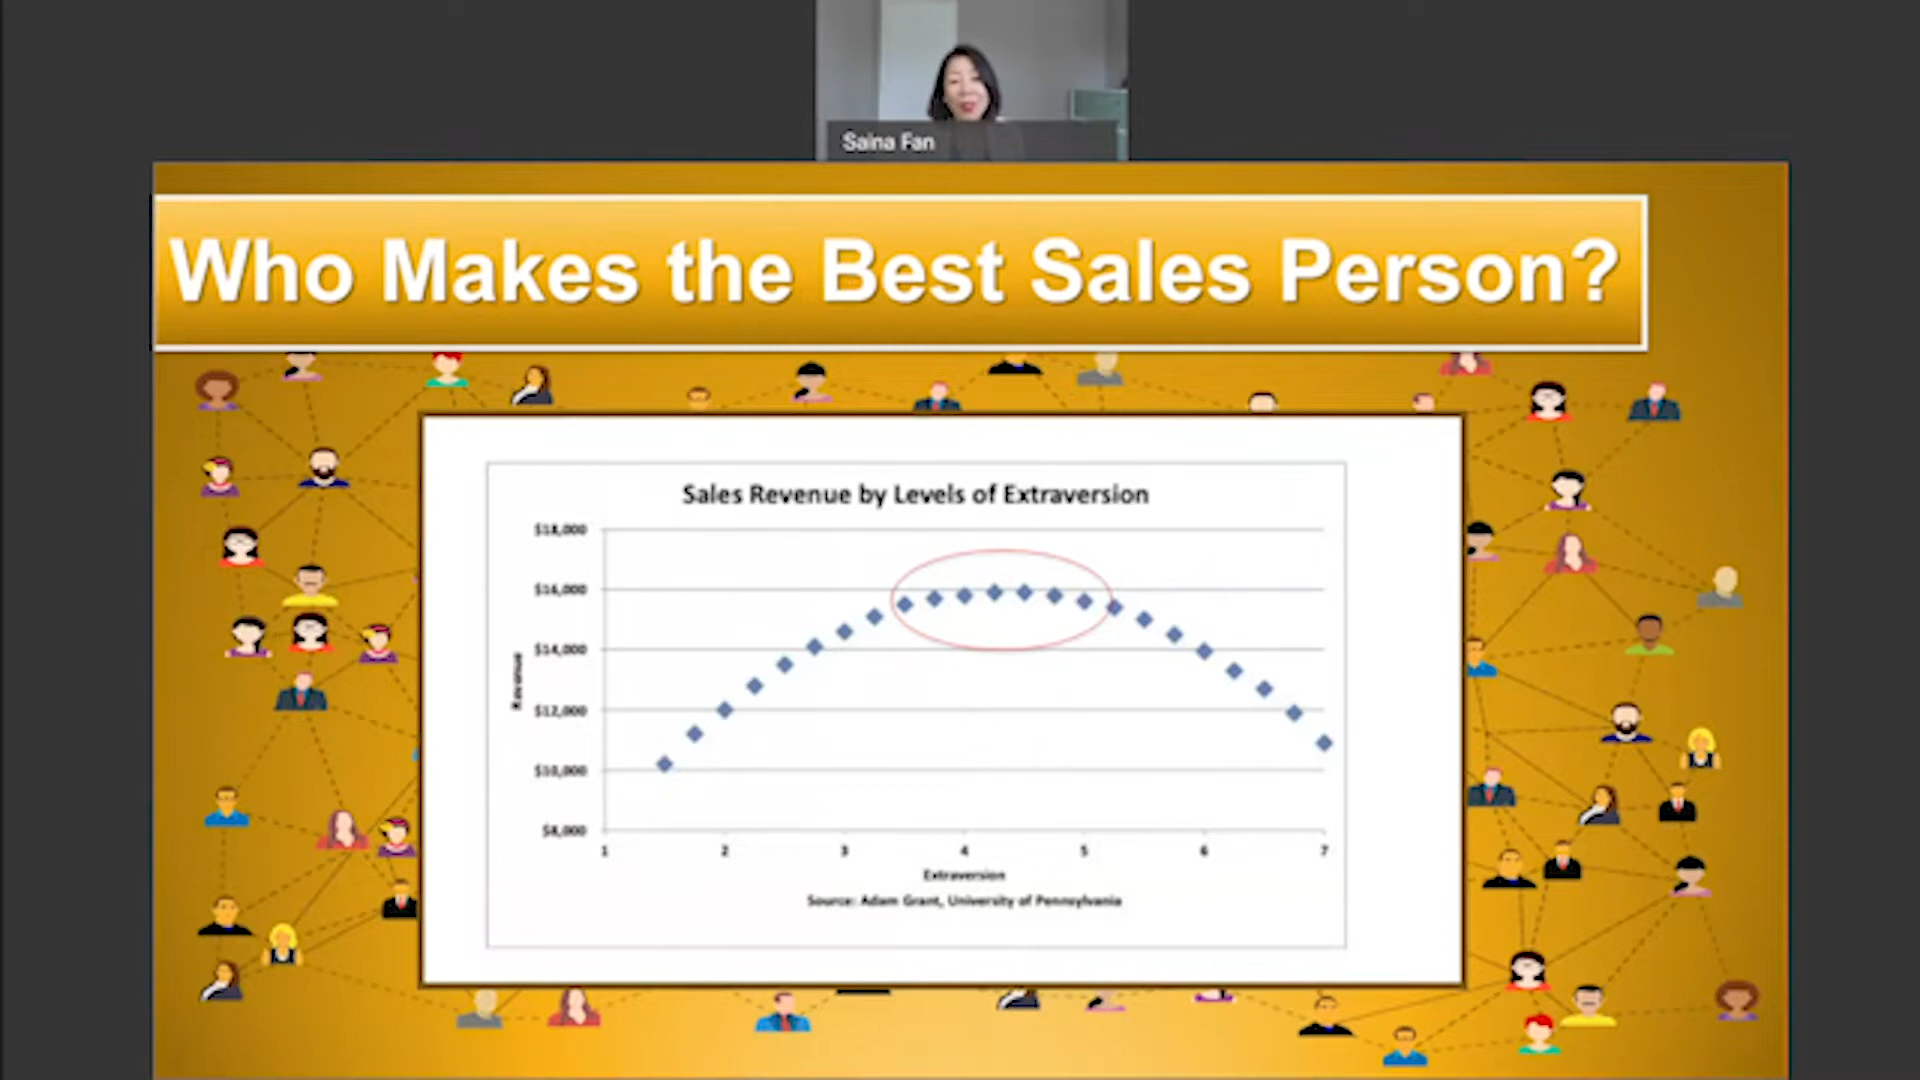 Saina Fan
Who Makes the Best Sales Person?
Sales Revenue by Levels of Extraversion
$18,000
$16,000
$14,000
$12,000
$10,000
$8,000
Revenue
1 2 3 4 5 6 7
Extraversion
Source: Adam Grant, University of Pennsylvania